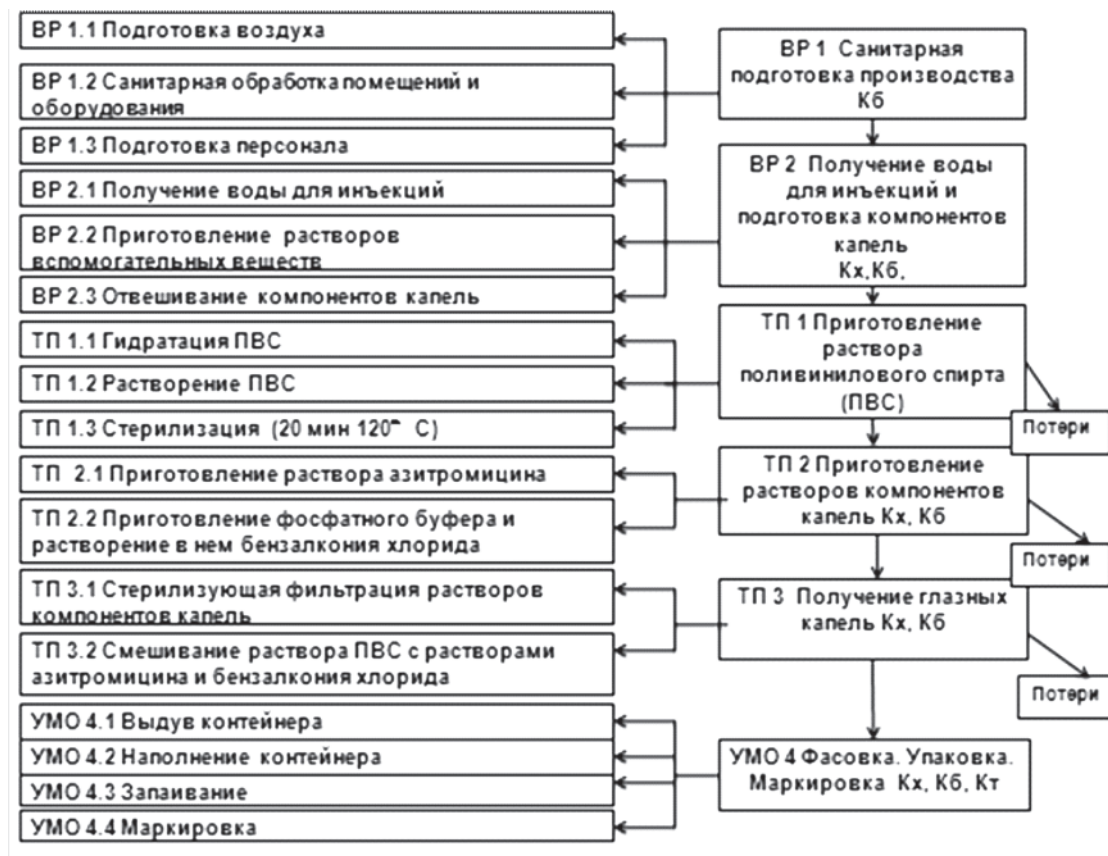 ВР 1.1 Подготовка воздуха
ВР 1.2 Санитарная обработка помещений и
оборудования
ВР 1.3 Подготовка персонала
ВР 2.1 Получение воды для инъекций
ВР 2.2 Приготовление растворов
вспомогательных веществ
ВР 2.3 Отвешивание компонентов капель
ТП 1.1 Гидратация ПВС
ТП 1.2 Растворение ПВС
ТП 1.3 Стерилизация (20 мин 120° С)
ТП 2.1 Приготовление раствора азитромицина
ТП 2.2 Приготовление фосфатного буфера и
растворение в нем бензалкония хлорида
ТП 3.1 Стерилизующая фильтрация растворов
компонентов капель
ТП 3.2 Смешивание раствора ПВС с растворами
азитромицина и бензалкония хлорида
УМО 4.1 Выдув контейнера
УМО 4.2 Наполнение контейнера
УМО 4.3 Запаивание
УМО 4.4 Маркировка
ВР 1 Санитарная
подготовка производства
Кб
ВР 2 Получение воды
для инъекций и
подготовка компонентов
капель
Кх,Кб,
ТП 1 Приготовление
раствора
поливинилового спирта
(ПВС)
Потери
ТП 2 Приготовление
растворов компонентов
капель Кх, Кб
Потери
ТП 3 Получение глазных
капель Кх, Кб
Потери
УМО 4 Фасовка. Упаковка.
Маркировка Кх, Кб, Кт